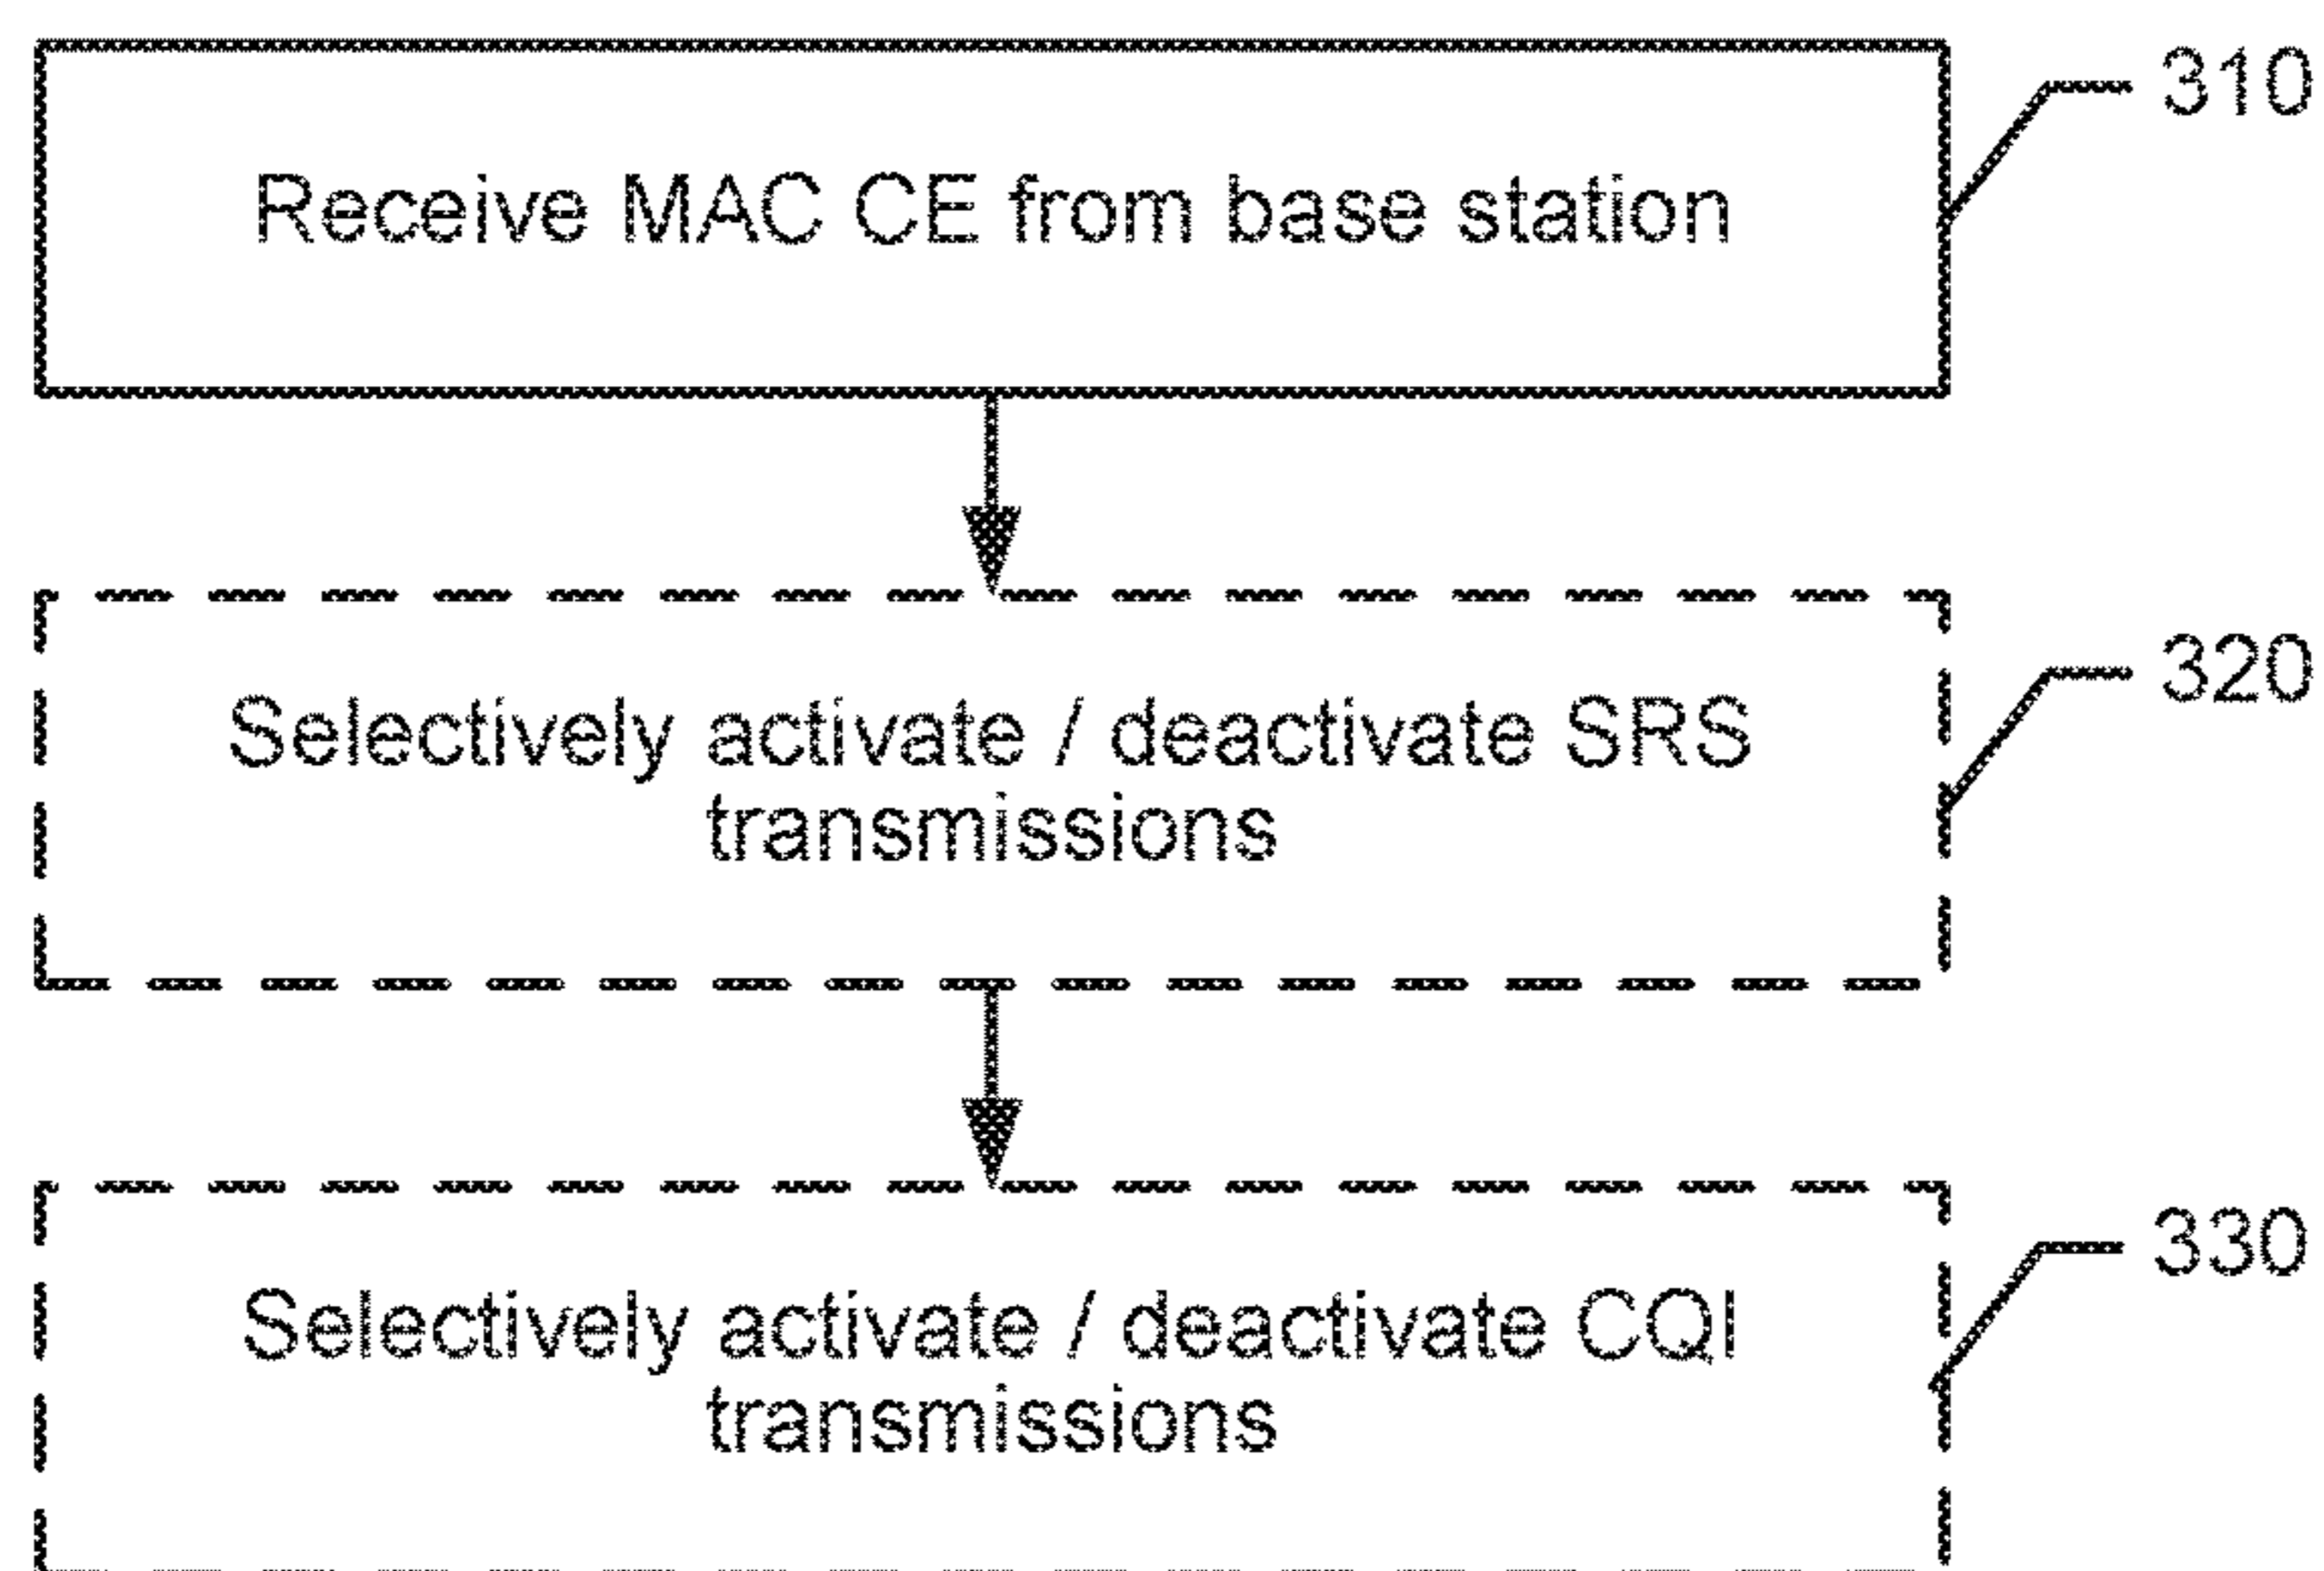 Receive MAC CE from base station
310
Selectively activate / deactivate SRS
transmissions
320
Selectively activate / deactivate CQI
transmissions
330